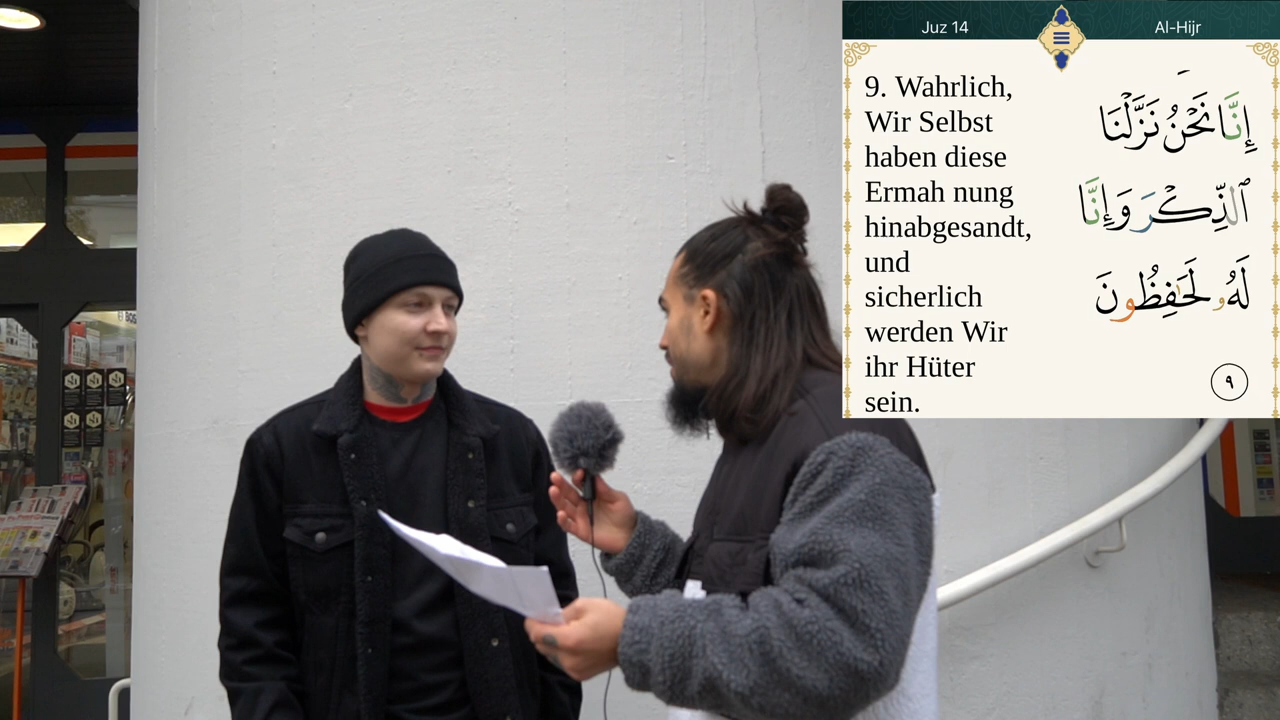 Juz 14
Al-Hijr
9. Wahrlich,
Wir Selbst
haben diese
Ermah nung
hinabgesandt,
und
sicherlich
werden Wir
ihr Hüter
sein.
إِنَّا نَحْنُ نَزَّلْنَا
ٱلذِّكْرَ وَإِنَّا
لَهُۥ لَحَـٰفِظُونَ
٩